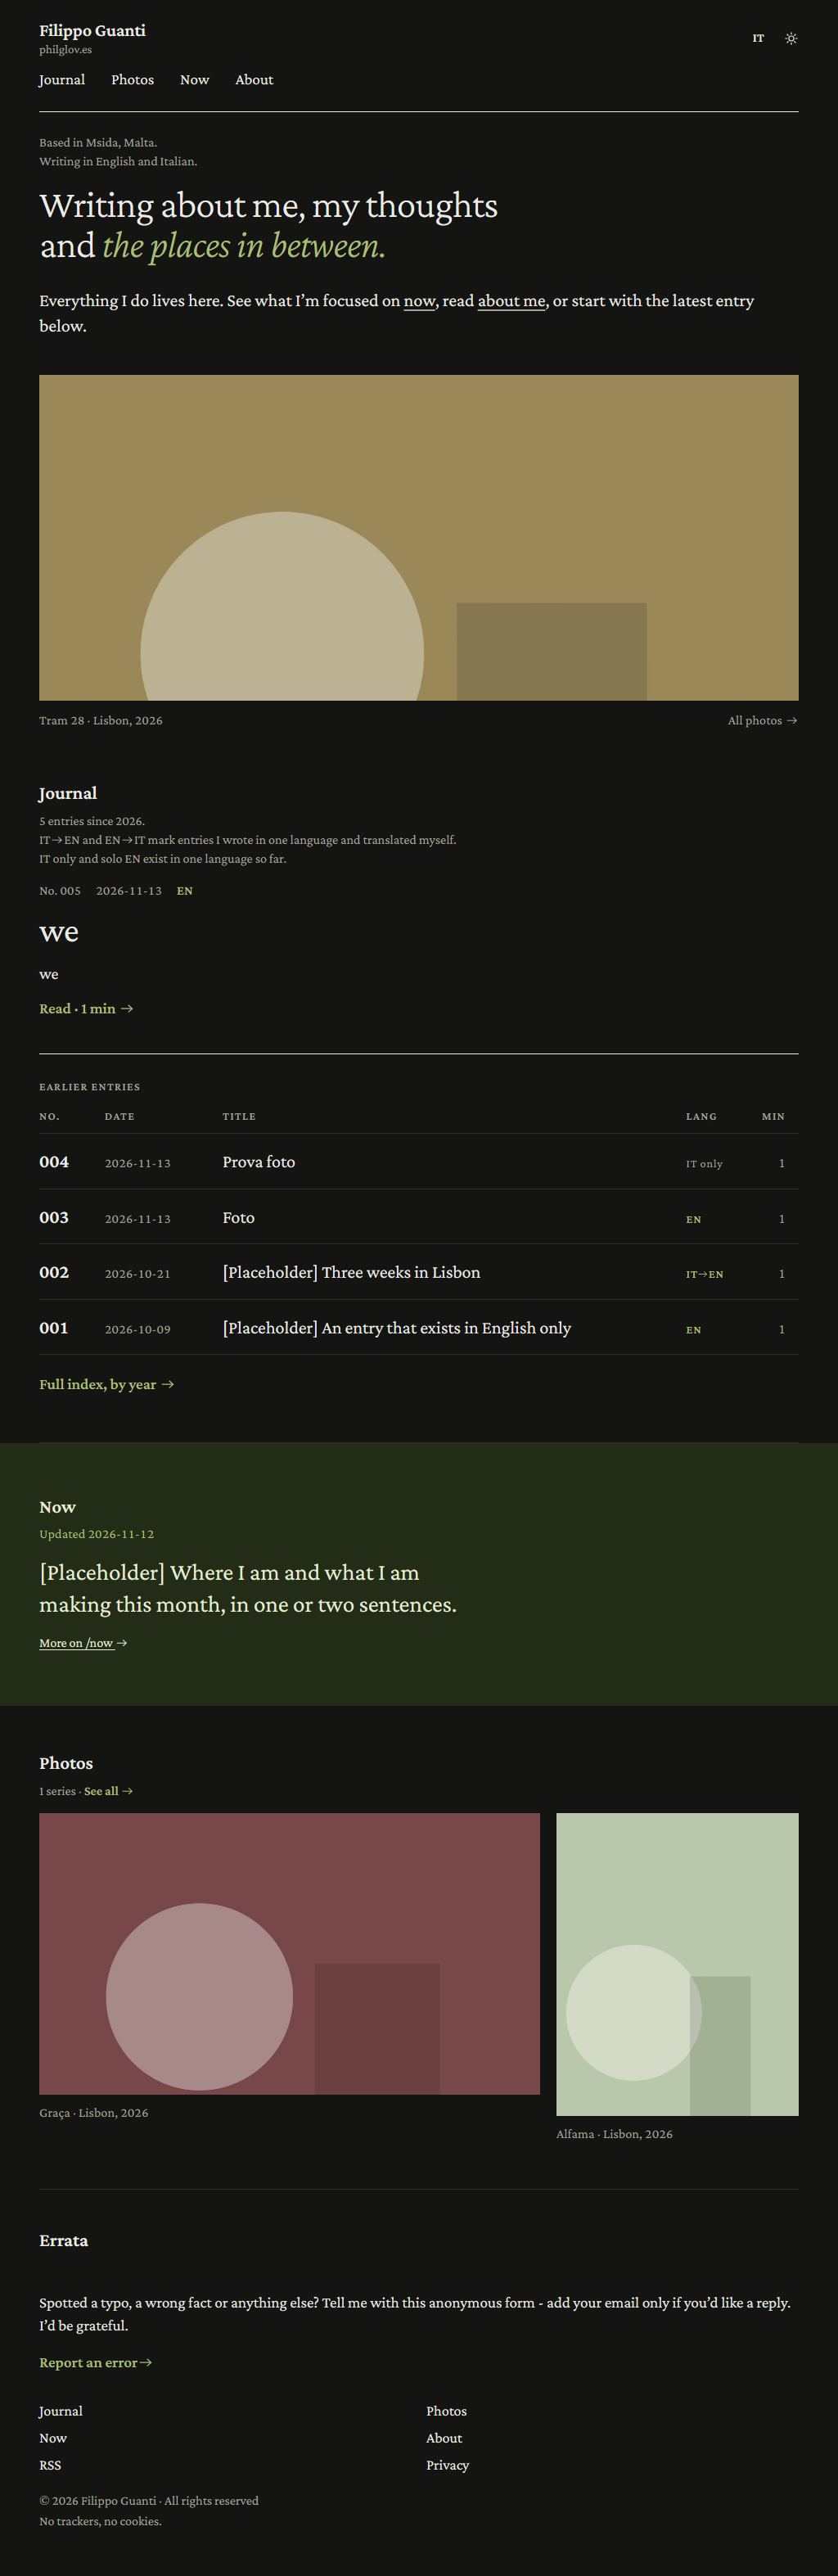 Filippo Guanti
philglov.es
IT
Journal Photos Now About
Based in Msida, Malta.
Writing in English and Italian.
Writing about me, my thoughts
and the places in between.
Everything I do lives here. See what I’m focused on now, read about me, or start with the latest entry
below.
Tram 28 · Lisbon, 2026
All photos →
Journal
5 entries since 2026.
IT→EN and EN→IT mark entries I wrote in one language and translated myself.
IT only and solo EN exist in one language so far.
No. 005 2026-11-13 EN
we
we
Read · 1 min →
EARLIER ENTRIES
NO. DATE TITLE LANG MIN
004 2026-11-13 Prova foto IT only 1
003 2026-11-13 Foto EN 1
002 2026-10-21 [Placeholder] Three weeks in Lisbon IT→EN 1
001 2026-10-09 [Placeholder] An entry that exists in English only EN 1
Full index, by year →
Now
Updated 2026-11-12
[Placeholder] Where I am and what I am
making this month, in one or two sentences.
More on /now →
Photos
1 series · See all →
Graça · Lisbon, 2026
Alfama · Lisbon, 2026
Errata
Spotted a typo, a wrong fact or anything else? Tell me with this anonymous form - add your email only if you’d like a reply.
I’d be grateful.
Report an error→
Journal Photos
Now About
RSS Privacy
© 2026 Filippo Guanti · All rights reserved
No trackers, no cookies.